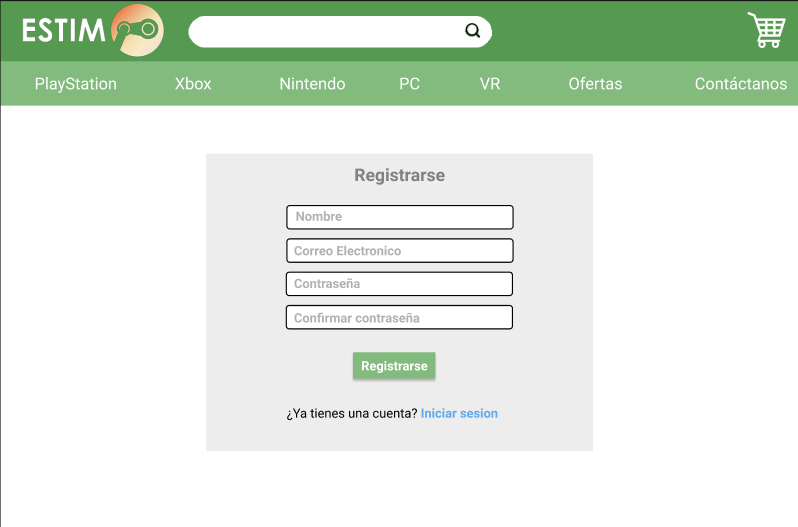 ESTIM
PlayStation Xbox Nintendo PC VR Ofertas Contáctanos
Registrarse
Nombre
Correo Electronico
Contraseña
Confirmar contraseña
Registrarse
¿Ya tienes una cuenta? Iniciar sesion